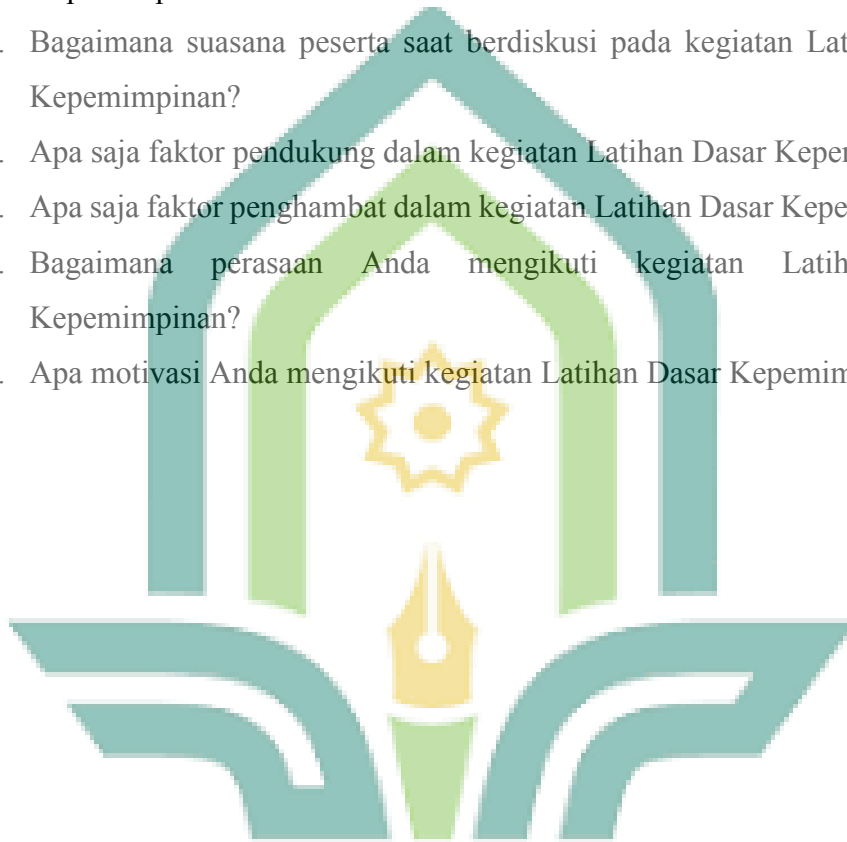 . Bagaimana suasana peserta saat berdiskusi pada kegiatan Lat
Kepemimpinan?
. Apa saja faktor pendukung dalam kegiatan Latihan Dasar Keper
. Apa saja faktor penghambat dalam kegiatan Latihan Dasar Kepe
. Bagaimana perasaan Anda mengikuti kegiatan Latih
Kepemimpinan?
. Apa motivasi Anda mengikuti kegiatan Latihan Dasar Kepemim